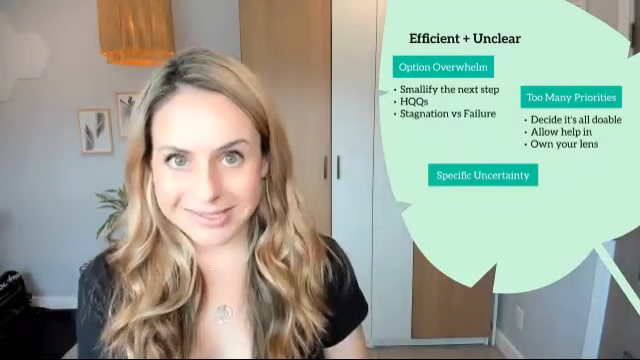 Efficient + Unclear
Option Overwhelm
• Smallify the next step
• HQQs
• Stagnation vs Failure
Too Many Priorities
• Decide it's all doable
• Allow help in
• Own your lens
Specific Uncertainty